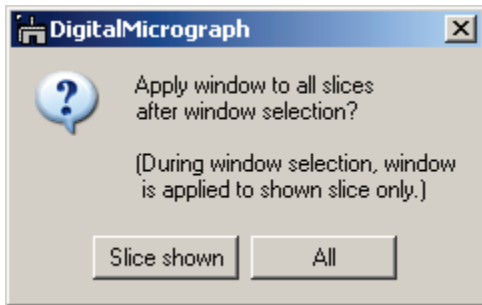 DigitalMicrograph
Apply window to all slices
after window selection?
(During window selection, window
is applied to shown slice only.)
Slice shown All